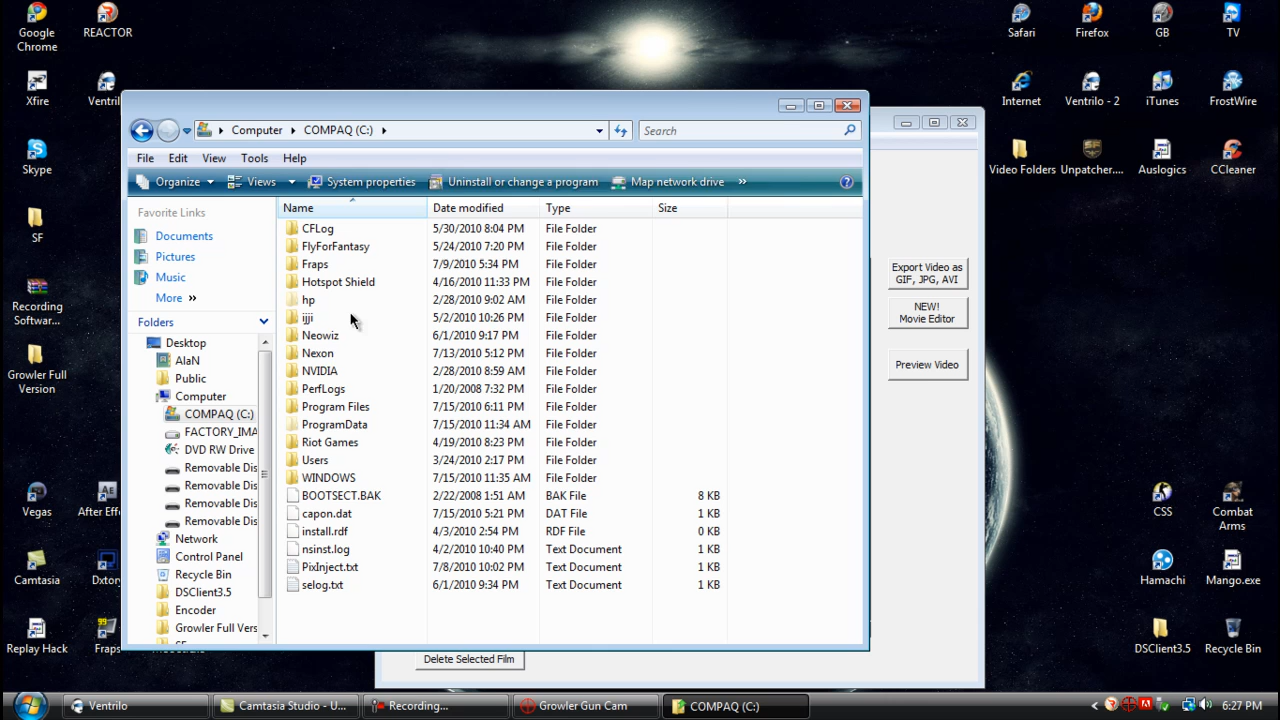 Google Chrome
REACTOR
Safari
Firefox
GB
TV
Xfire
Ventril
Internet
Ventrilo - 2
iTunes
FrostWire
Skype
Video Folders
Unpatcher....
Auslogics
CCleaner
SF
Recording Softwar...
Growler Full Version
Vegas
After Effe
CSS
Combat Arms
Camtasia
Dxtory
Hamachi
Mango.exe
Replay Hack
Fraps
99
DSClient3.5
Recycle Bin
Computer
COMPAQ (C:)
Search
File Edit View Tools Help
Organize Views System properties Uninstall or change a program Map network drive »
Favorite Links
Documents
Pictures
Music
More »
Folders
Desktop
AlaN
Public
Computer
COMPAQ (C:)
FACTORY_IMA
DVD RW Drive
Removable Dis
Removable Dis
Removable Dis
Removable Dis
Network
Control Panel
Recycle Bin
DSClient3.5
Encoder
Growler Full Vers
SF
Name Date modified Type Size
CFLog 5/30/2010 8:04 PM File Folder
FlyForFantasy 5/24/2010 7:20 PM File Folder
Fraps 7/9/2010 5:34 PM File Folder
Hotspot Shield 4/16/2010 11:33 PM File Folder
hp 2/28/2010 9:02 AM File Folder
ijji 5/2/2010 10:26 PM File Folder
Neowiz 6/1/2010 9:17 PM File Folder
Nexon 7/13/2010 5:12 PM File Folder
NVIDIA 2/28/2010 8:59 AM File Folder
PerfLogs 1/20/2008 7:32 PM File Folder
Program Files 7/15/2010 6:11 PM File Folder
ProgramData 7/15/2010 11:34 AM File Folder
Riot Games 4/19/2010 8:23 PM File Folder
Users 3/24/2010 2:17 PM File Folder
WINDOWS 7/15/2010 11:35 AM File Folder
BOOTSECT.BAK 2/22/2008 1:51 AM BAK File 8 KB
capon.dat 7/15/2010 5:21 PM DAT File 1 KB
install.rdf 4/3/2010 2:54 PM RDF File 0 KB
nsinst.log 4/2/2010 10:40 PM Text Document 1 KB
PixInject.txt 7/8/2010 10:02 PM Text Document 1 KB
selog.txt 6/1/2010 9:34 PM Text Document 1 KB
Export Video as
GIF, JPG, AVI
NEW!
Movie Editor
Preview Video
Delete Selected Film
Ventrilo
Camtasia Studio - U...
Recording...
Growler Gun Cam
COMPAQ (C:)
6:27 PM